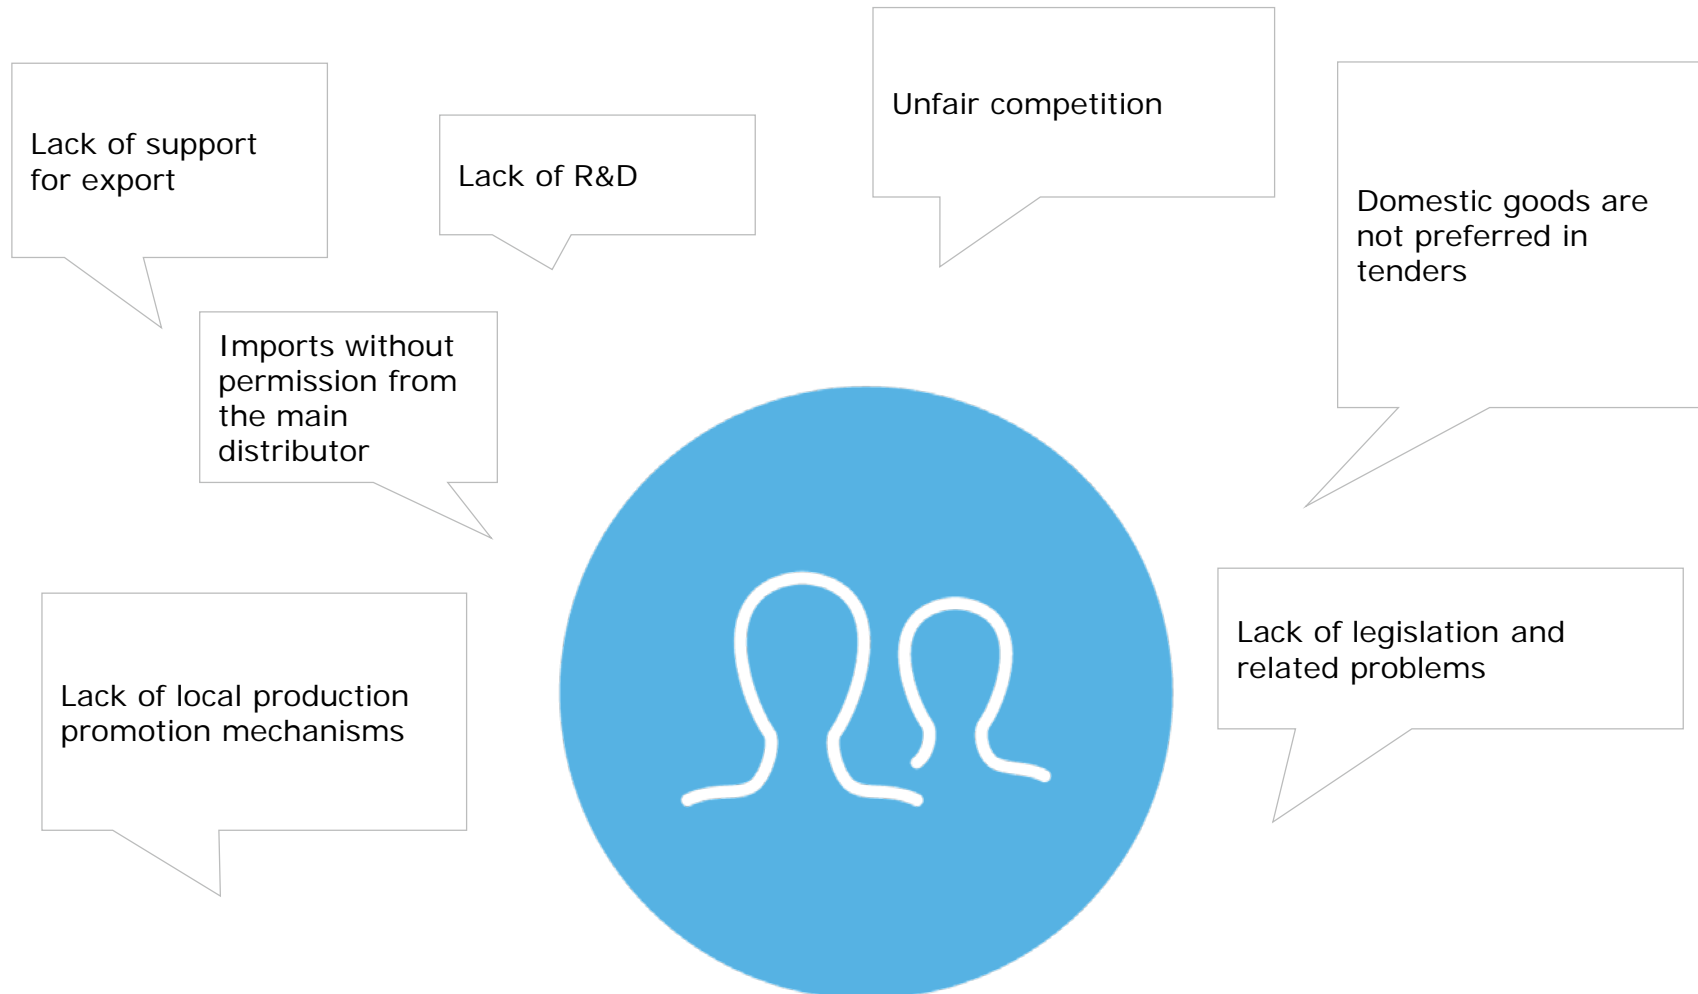 Lack of support
for export
Lack of R&D
Unfair competition
Domestic goods are
not preferred in
tenders
Imports without
permission from
the main
distributor
Lack of local production
promotion mechanisms
Lack of legislation and
related problems